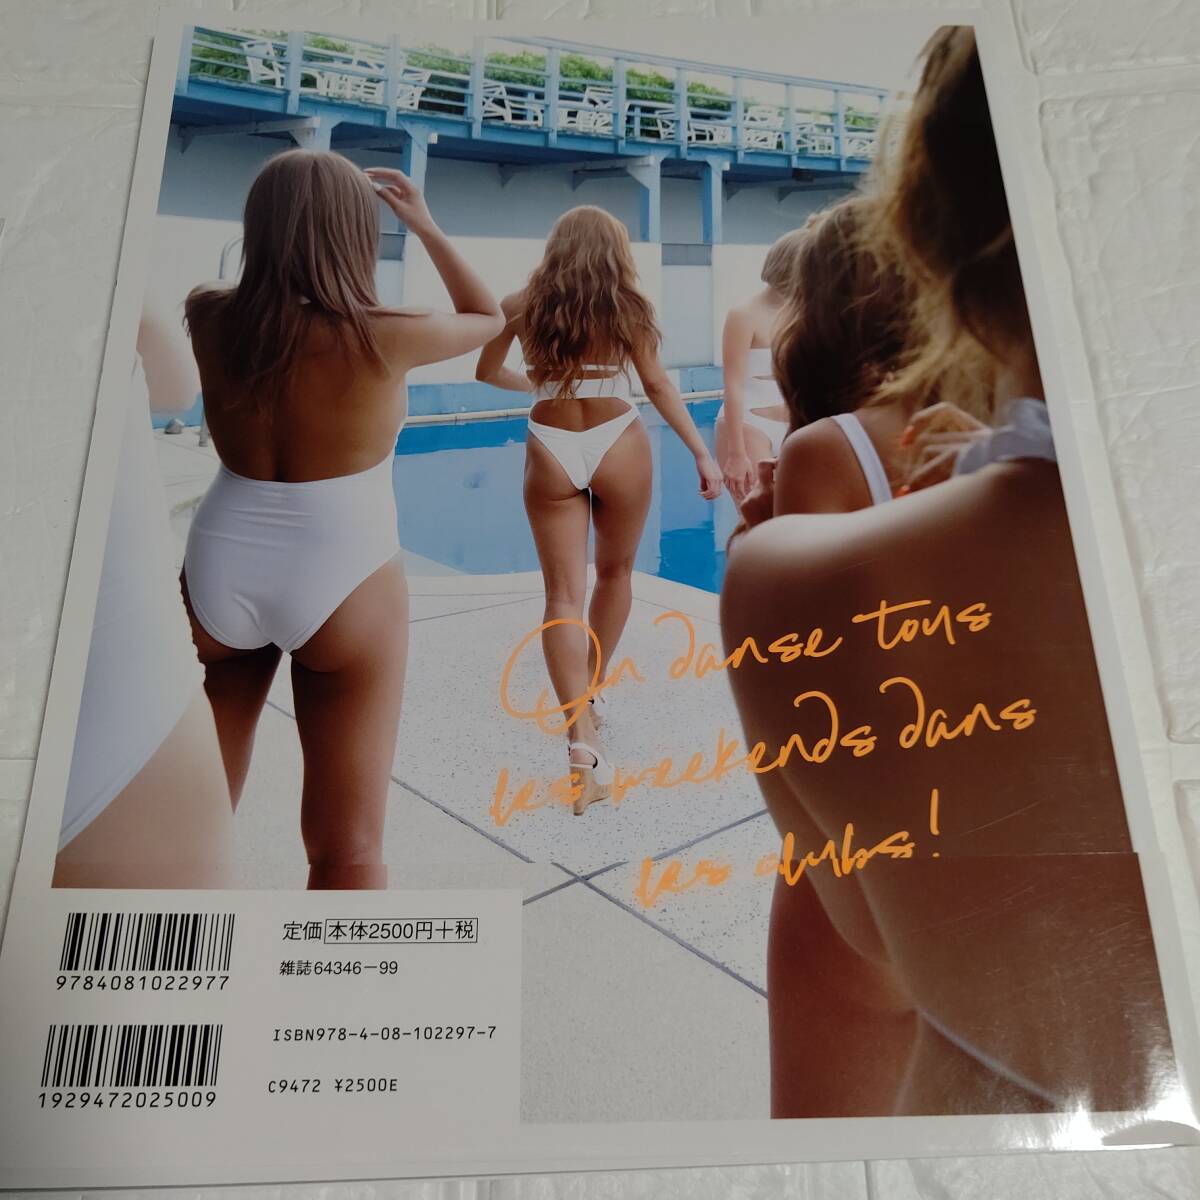 On danse tous
les weekends dans
les clubs!
9784081022977
定価本体2500円+税
雑誌64346-99
1929472025009
ISBN978-4-08-102297-7
C9472 ¥2500E